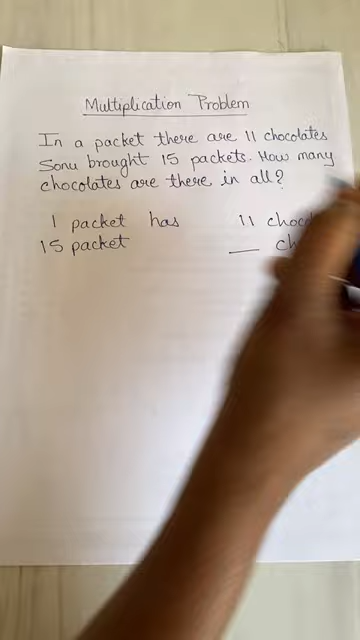 Multiplication Problem
In a packet there are 11 chocolates
Sonu brought 15 packets. How many
chocolates are there in all?
1 packet has 11
15 packet __